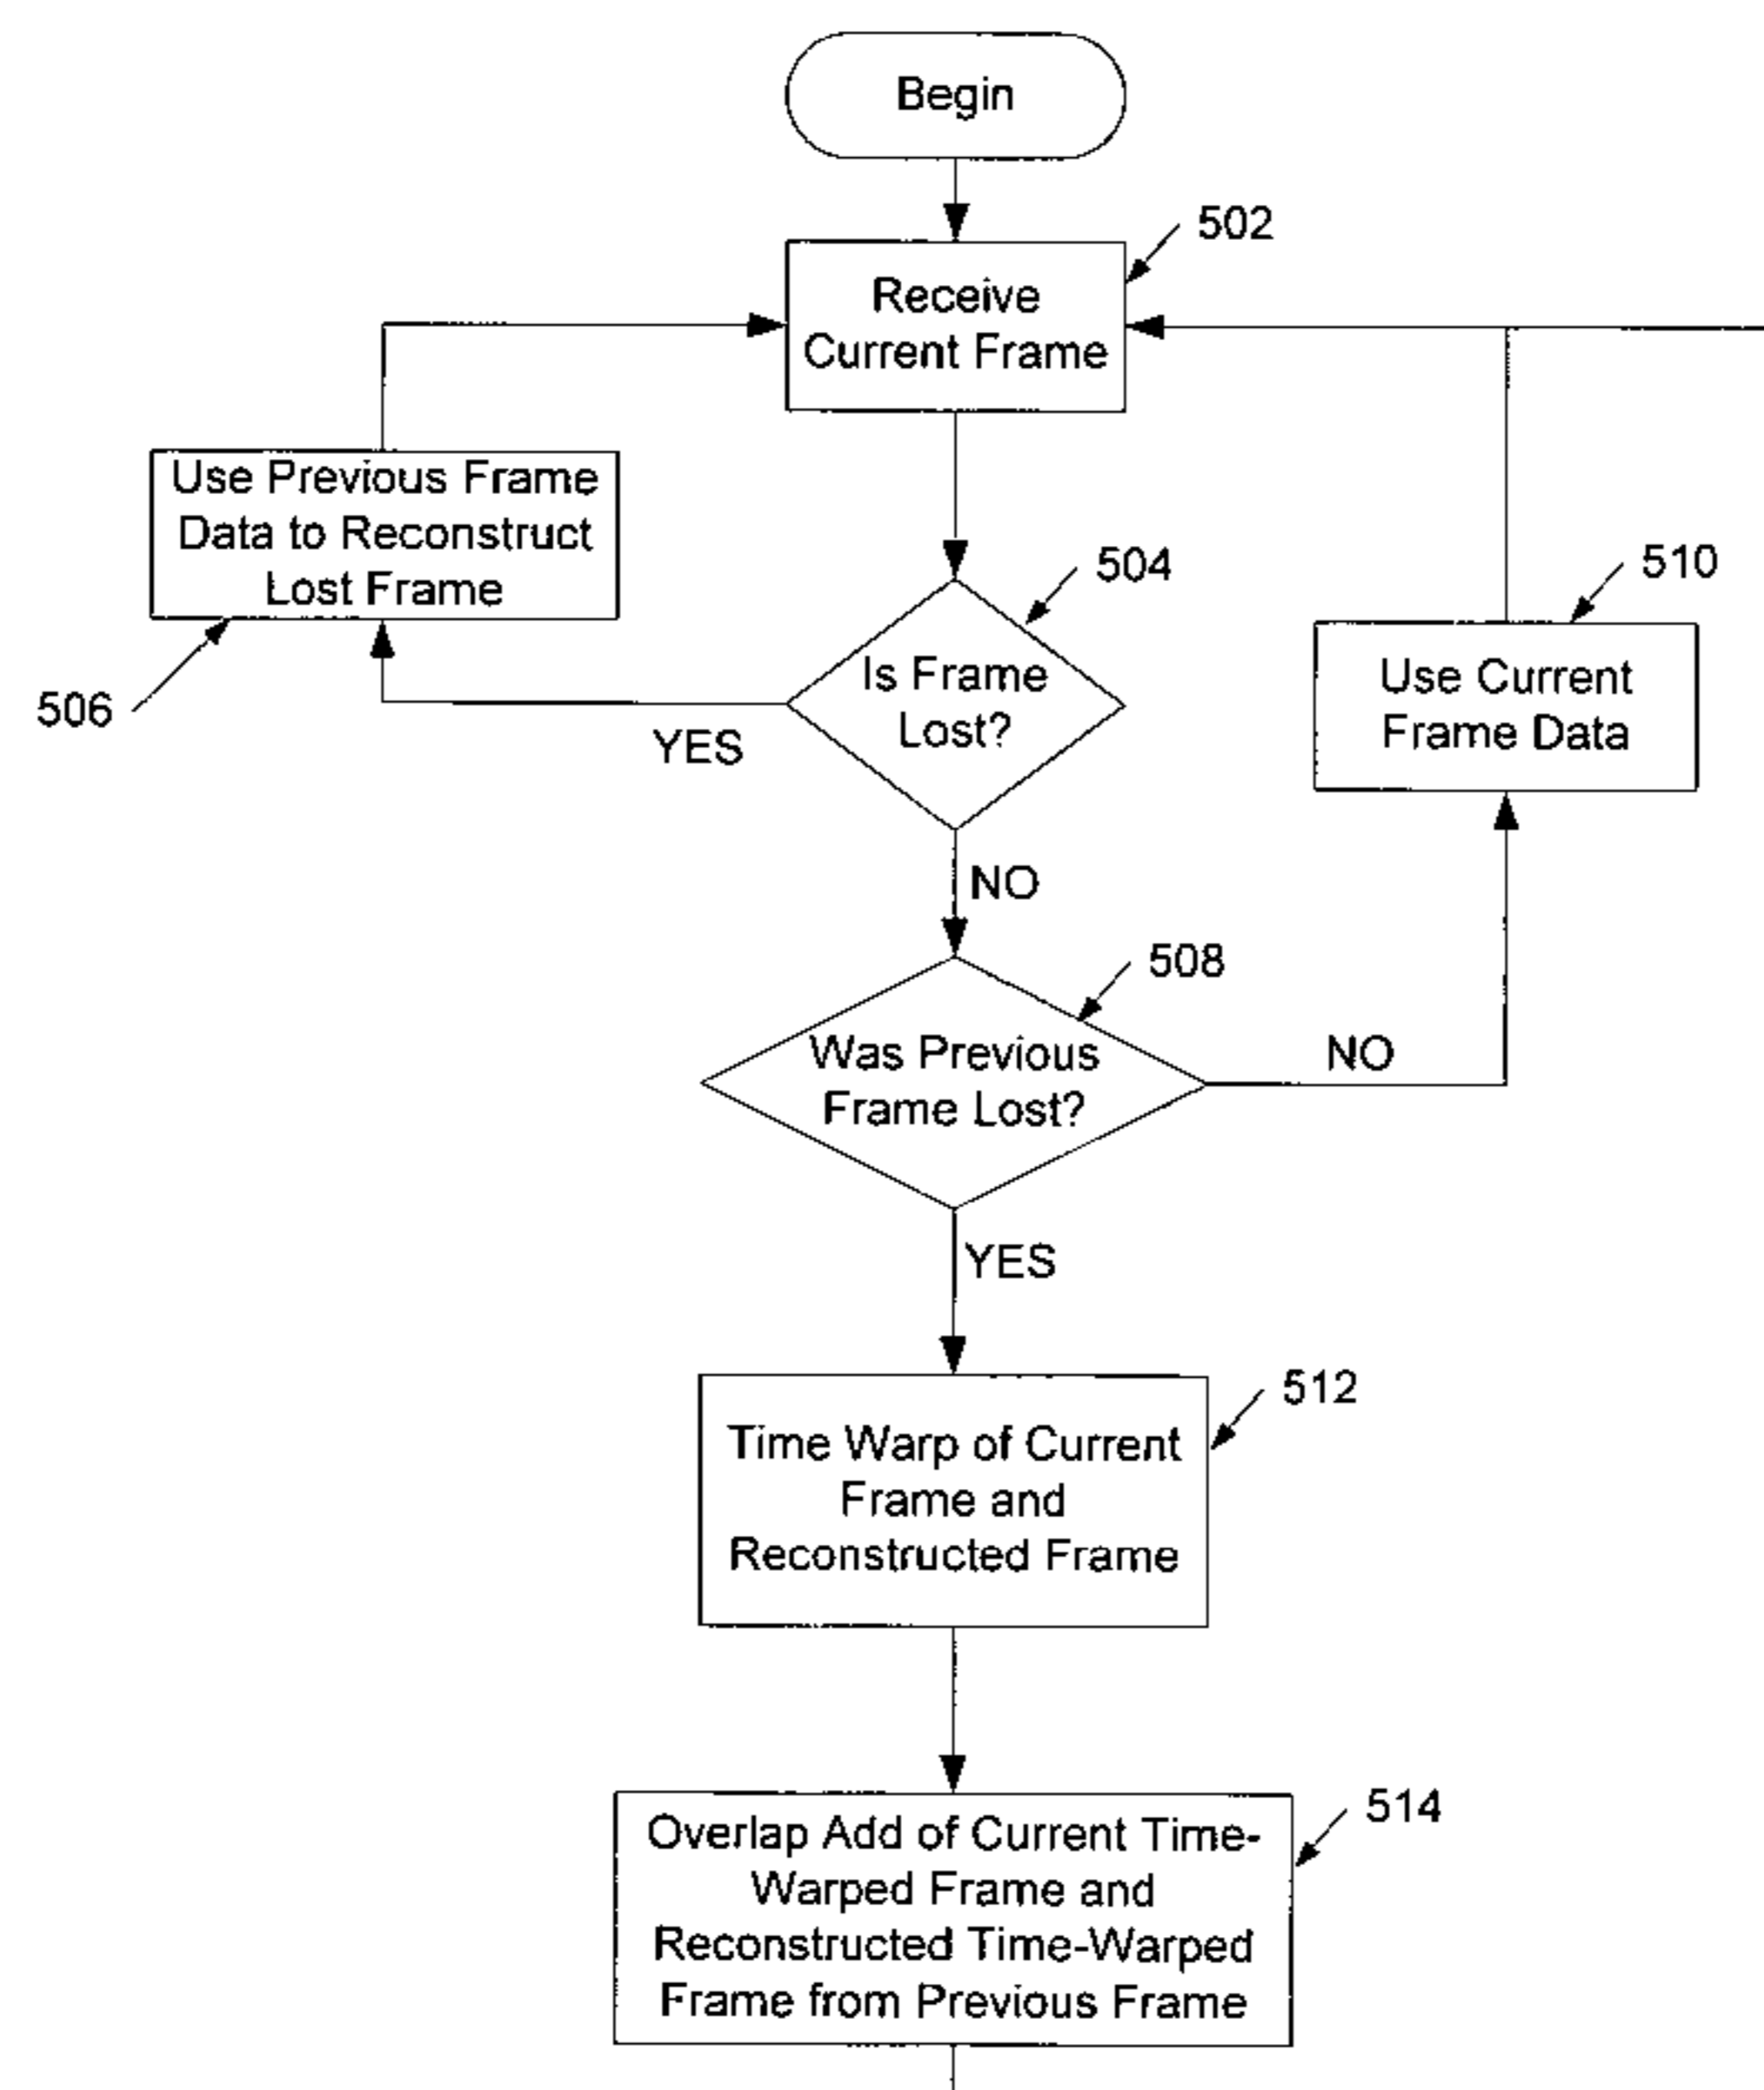 Begin
502
Receive
Current Frame
Use Previous Frame
Data to Reconstruct
Lost Frame
506
504
Is Frame
Lost?
YES
NO
510
Use Current
Frame Data
508
Was Previous
Frame Lost?
NO
YES
512
Time Warp of Current
Frame and
Reconstructed Frame
514
Overlap Add of Current Time-
Warped Frame and
Reconstructed Time-Warped
Frame from Previous Frame